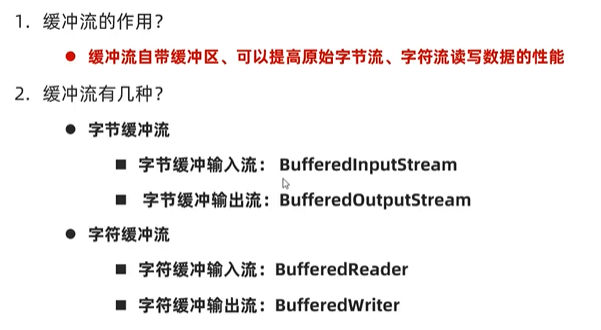 1. 缓冲流的作用？
● 缓冲流自带缓冲区、可以提高原始字节流、字符流读写数据的性能
2. 缓冲流有几种？
● 字节缓冲流
■ 字节缓冲输入流： BufferedInputStream
■ 字节缓冲输出流：BufferedOutputStream
● 字符缓冲流
■ 字符缓冲输入流：BufferedReader
■ 字符缓冲输出流：BufferedWriter